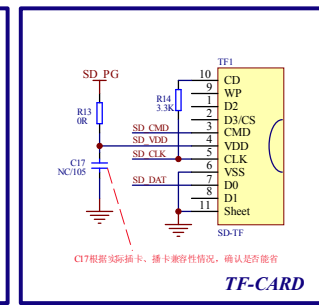 TF1
SD_PG
10 CD
9 WP
1 D2
2 D3/CS
3 CMD
4 VDD
5 CLK
6 VSS
7 D0
8 D1
11 Sheet
SD-TF
R13
0R
R14
3.3K
SD_CMD
SD_VDD
SD_CLK
SD_DAT
C17
NC/105
C17根据实际插卡、播卡兼容性情况，确认是否能省
TF-CARD